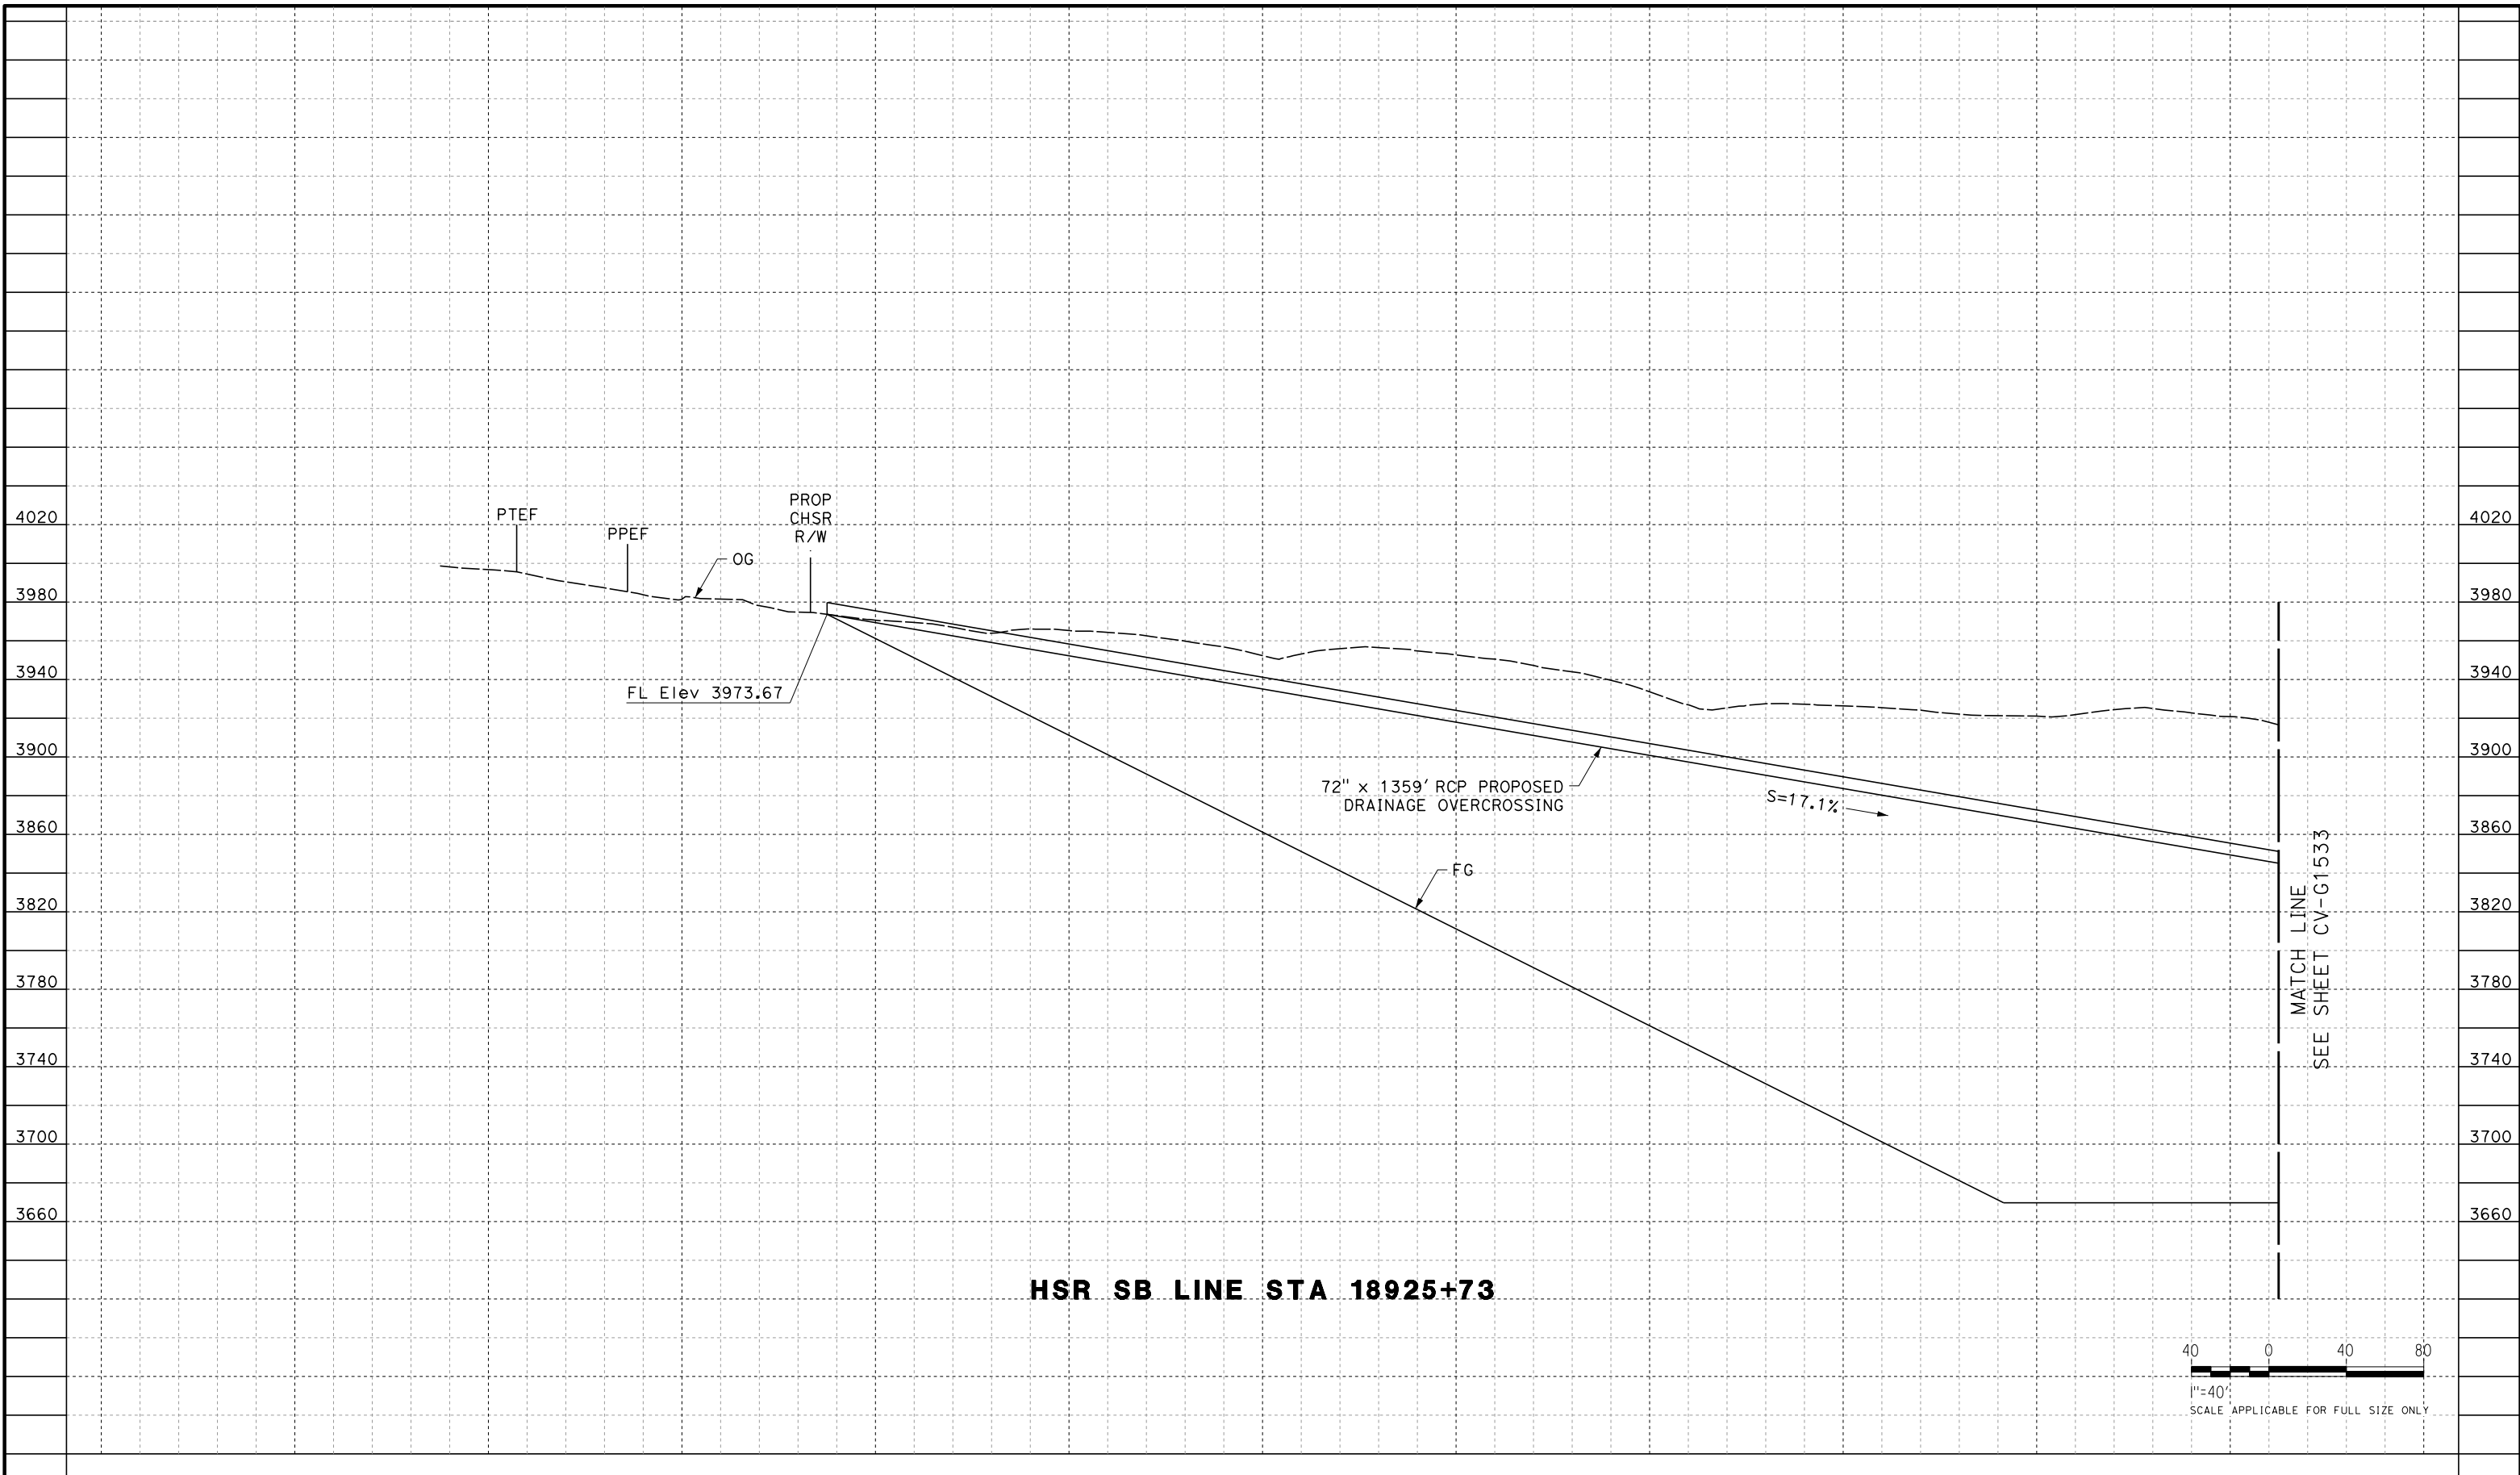 PROP
CHSR
R/W
PTEF
PPEF
OG
4020
3980
3940
3900
3860
3820
3780
3740
3700
3660
FL Elev 3973.67
72" x 1359' RCP PROPOSED
DRAINAGE OVERCROSSING
S=17.1%
FG
MATCH LINE
SEE SHEET CV-G1533
4020
3980
3940
3900
3860
3820
3780
3740
3700
3660
HSR SB LINE STA 18925+73
40 0 40 80
1"=40'
SCALE APPLICABLE FOR FULL SIZE ONLY